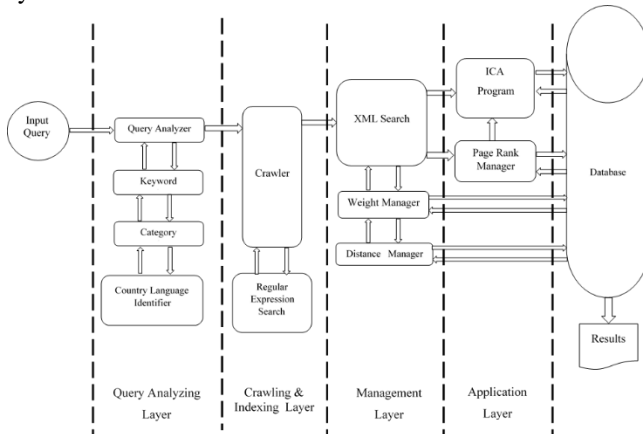 Input
Query
Query Analyzer
Keyword
Category
Country Language
Identifier
Crawler
Regular
Expression
Search
XML Search
Weight Manager
Distance Manager
ICA
Program
Page Rank
Manager
Database
Results
Query Analyzing
Layer
Crawling &
Indexing Layer
Management
Layer
Application
Layer